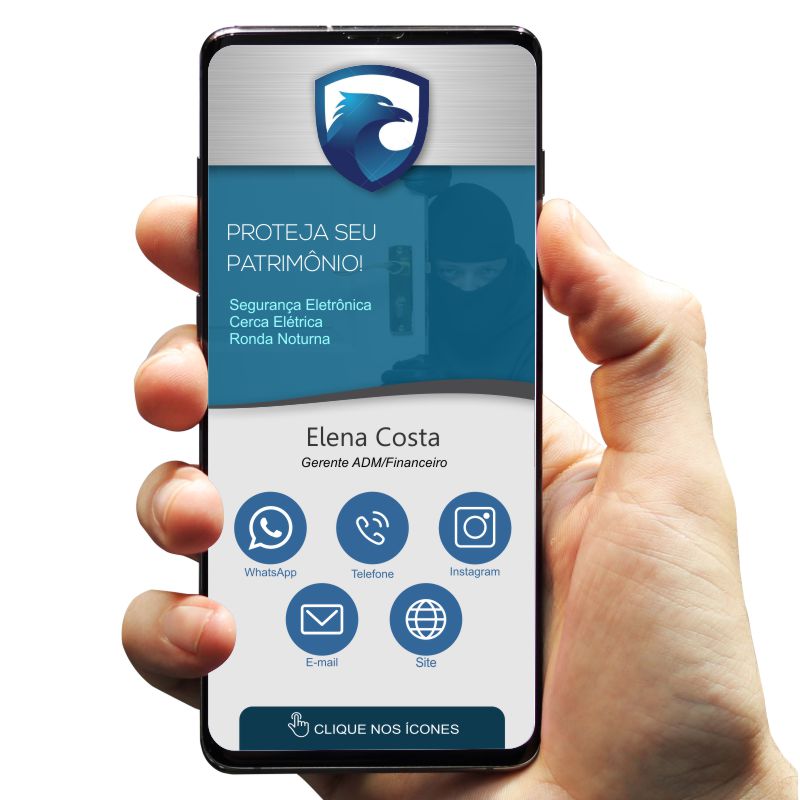 PROTEJA SEU
PATRIMÔNIO!
Segurança Eletrônica
Cerca Elétrica
Ronda Noturna
Elena Costa
Gerente ADM/Financeiro
WhatsApp
Telefone
Instagram
E-mail
Site
CLIQUE NOS ÍCONES